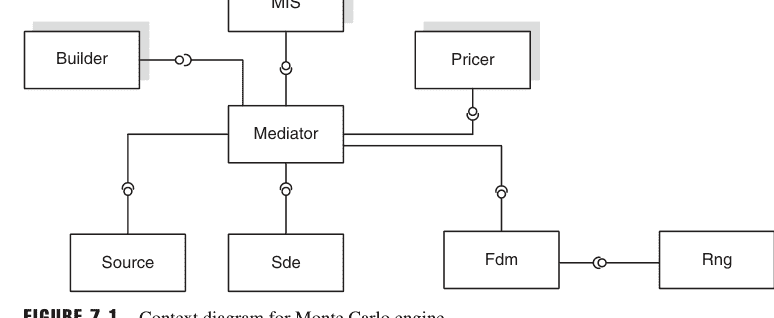 MIS
Builder
Pricer
Mediator
Source
Sde
Fdm
Rng
FIGURE 7.1 Context diagram for Monte Carlo engine